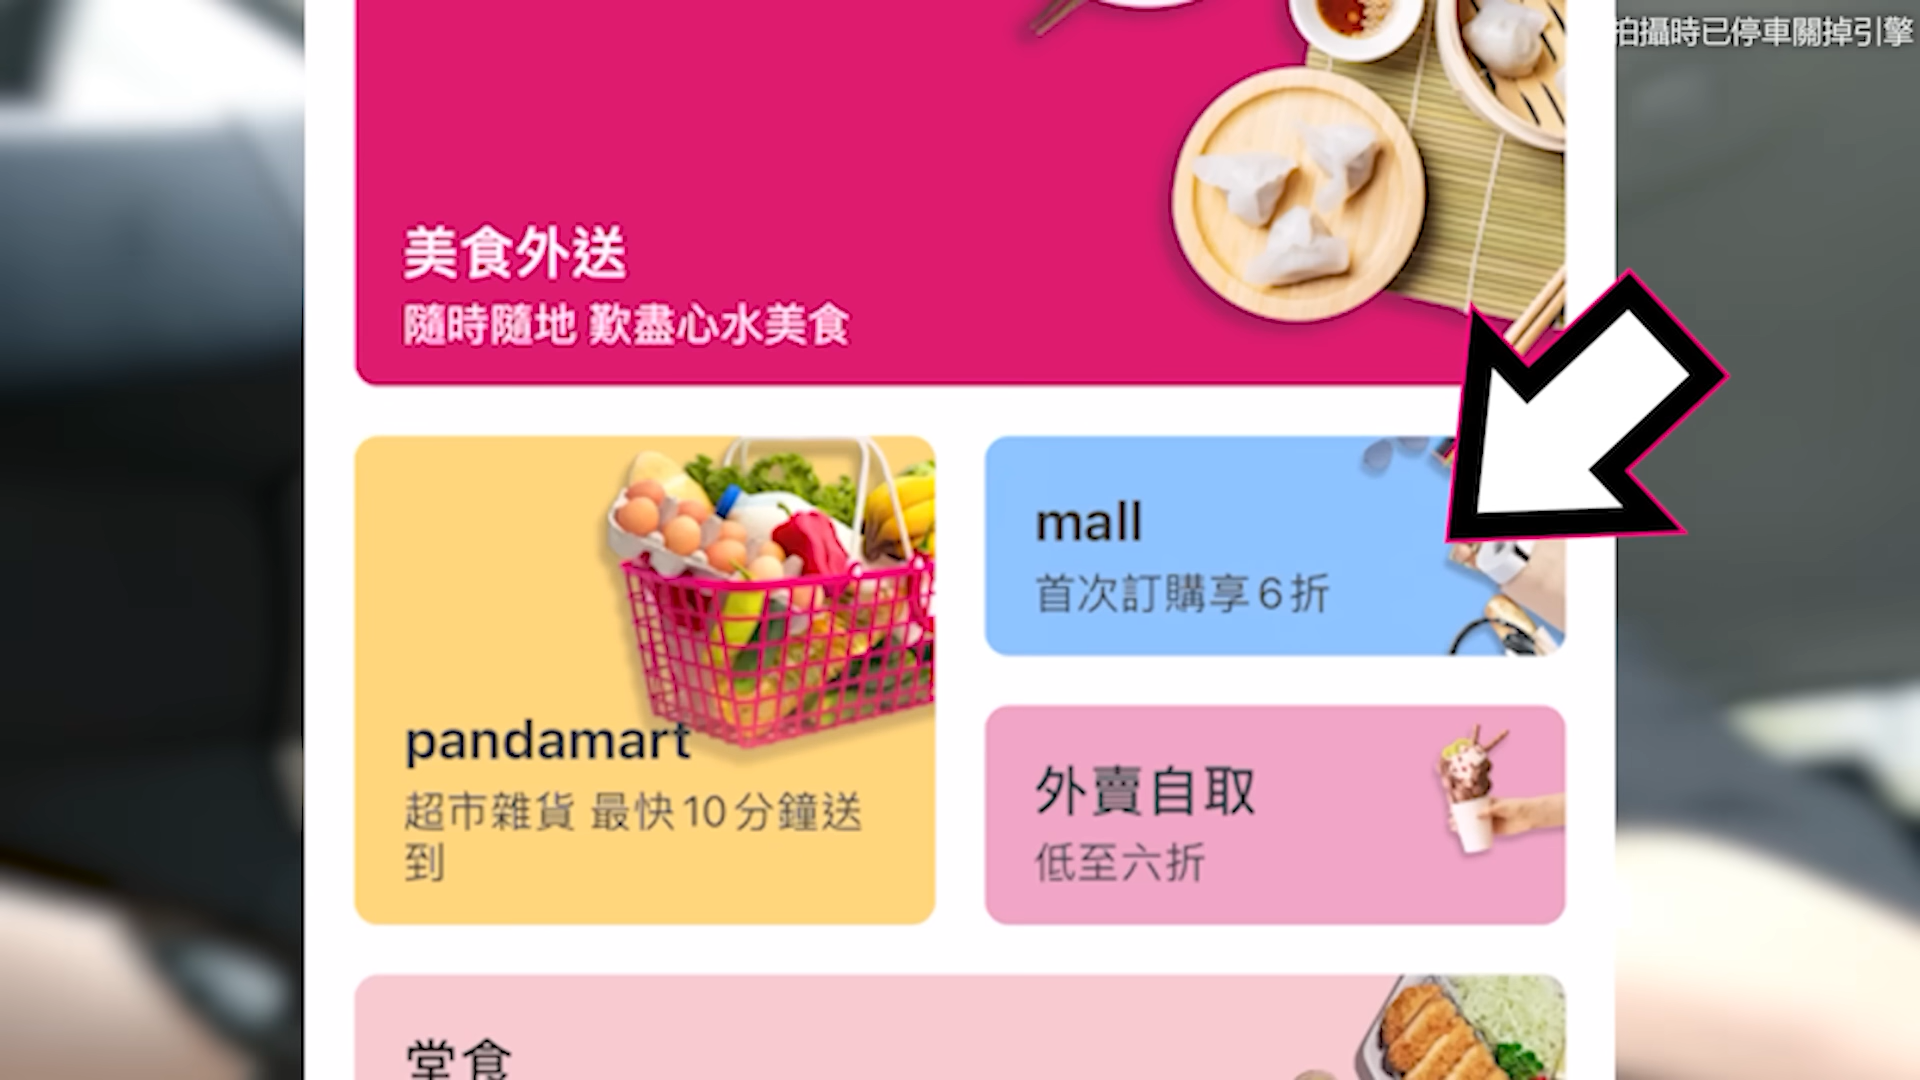 拍攝時已停車關掉引擎
美食外送
隨時隨地 歎盡心水美食
mall
首次訂購享6折
pandamart
超市雜貨 最快10分鐘送
到
外賣自取
低至六折
堂食